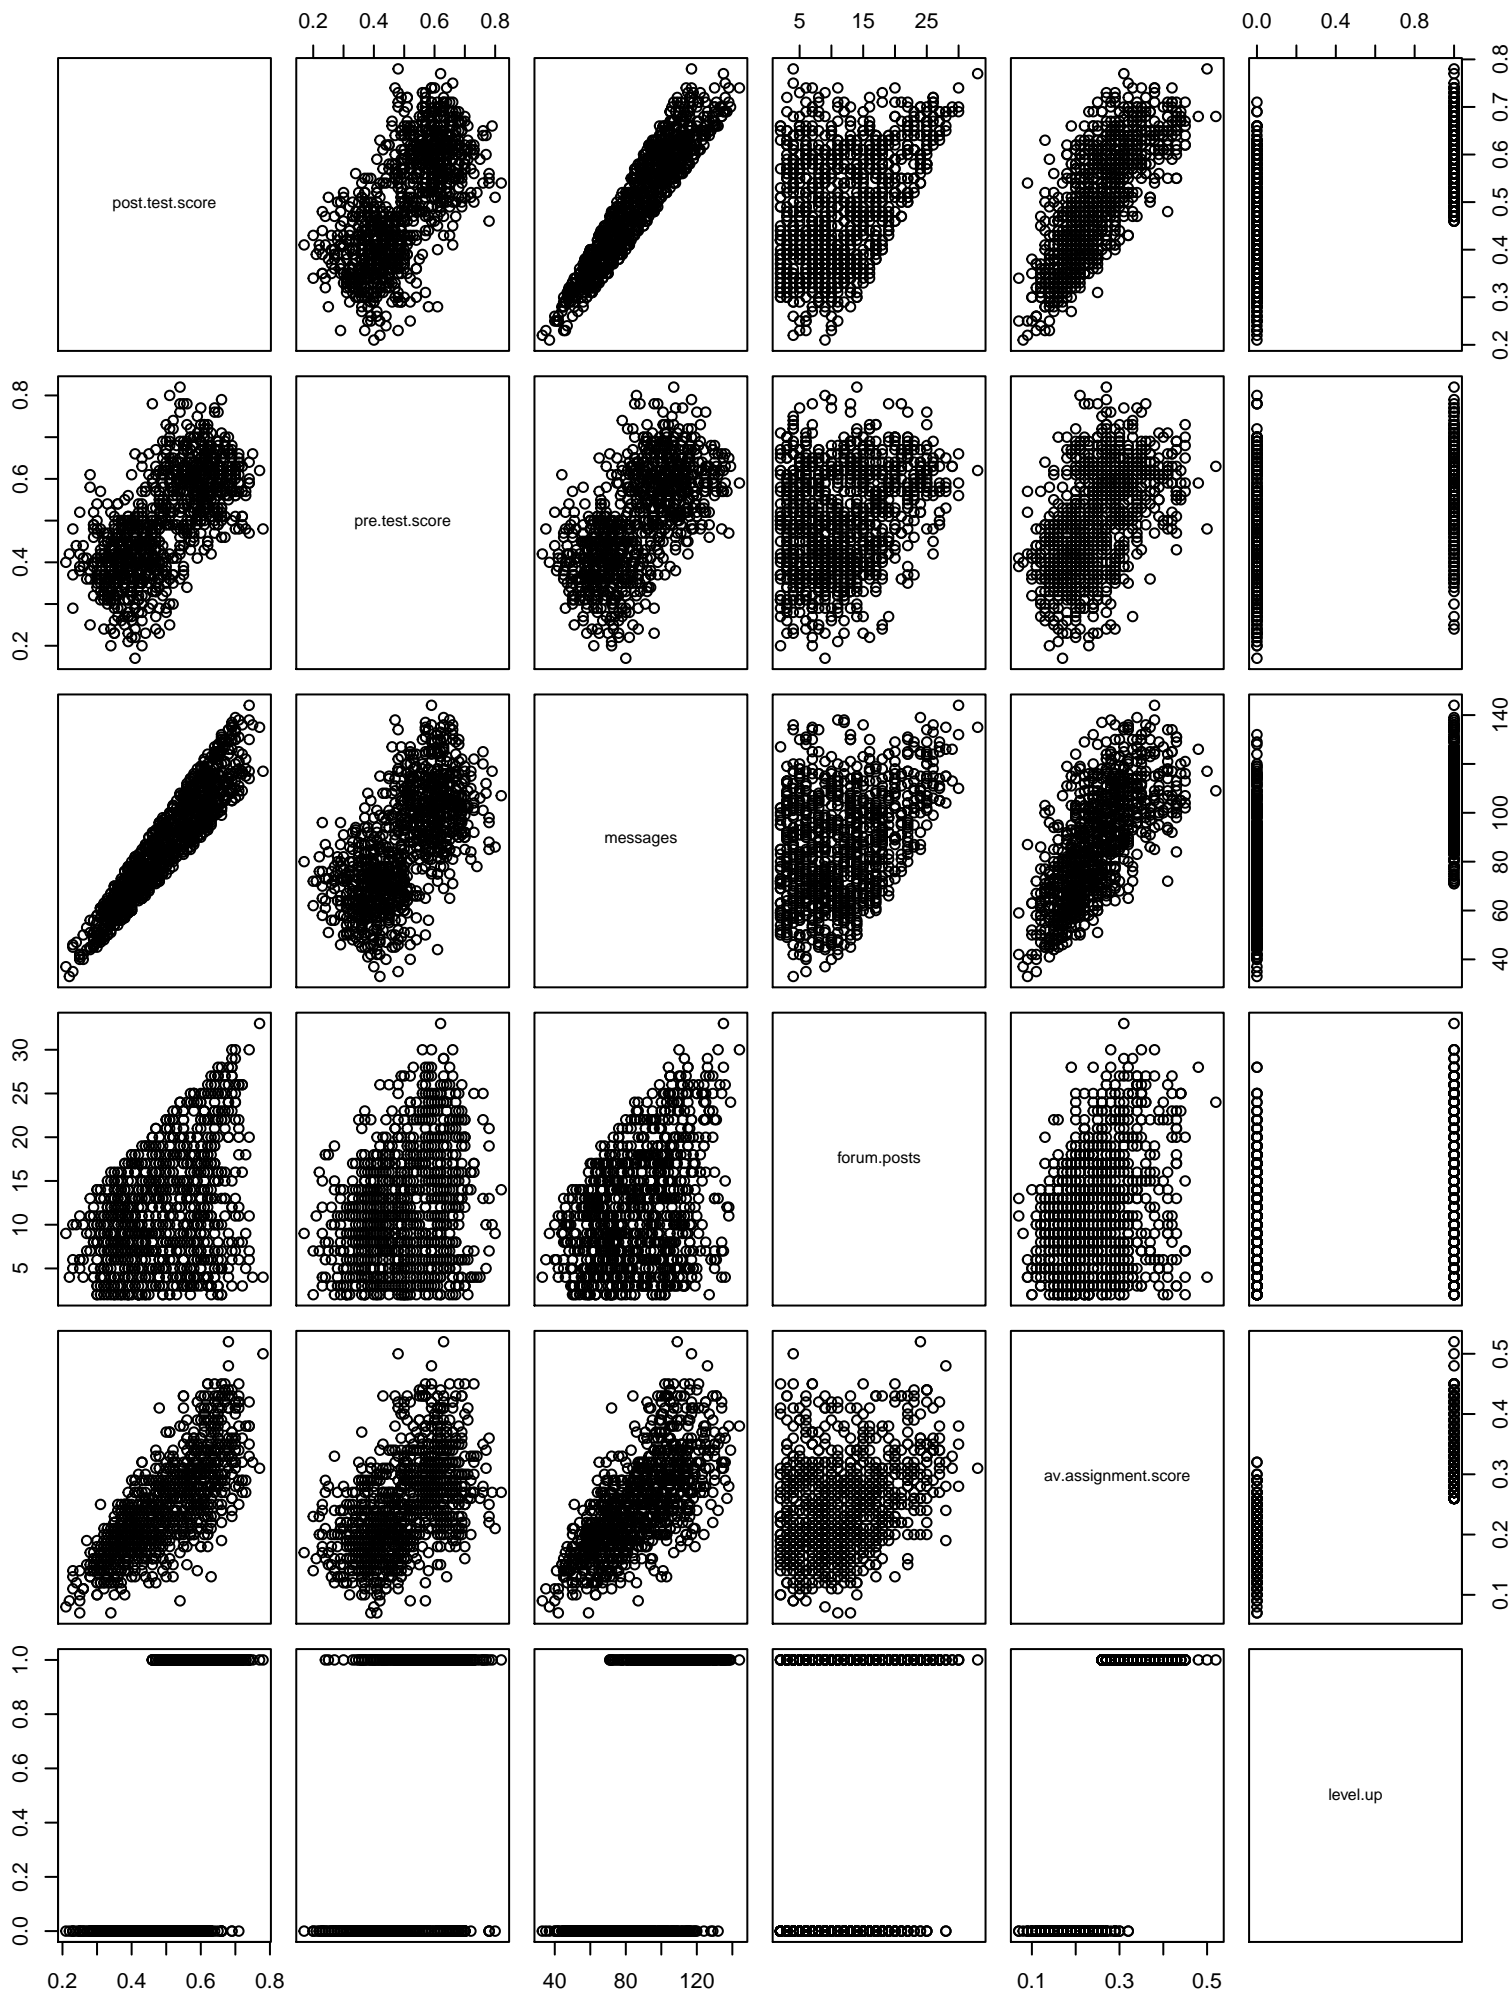 0.2 0.4 0.6 0.8 5 15 25 0.0 0.4 0.8
post.test.score
0.2 0.3 0.4 0.5 0.6 0.7 0.8
0.2 0.4 0.6 0.8
pre.test.score
messages
40 60 80 100 140
5 10 15 20 25 30
forum.posts
av.assignment.score
0.1 0.2 0.3 0.4 0.5
0.0 0.2 0.4 0.6 0.8 1.0
level.up
0.2 0.4 0.6 0.8 40 80 120 0.1 0.3 0.5